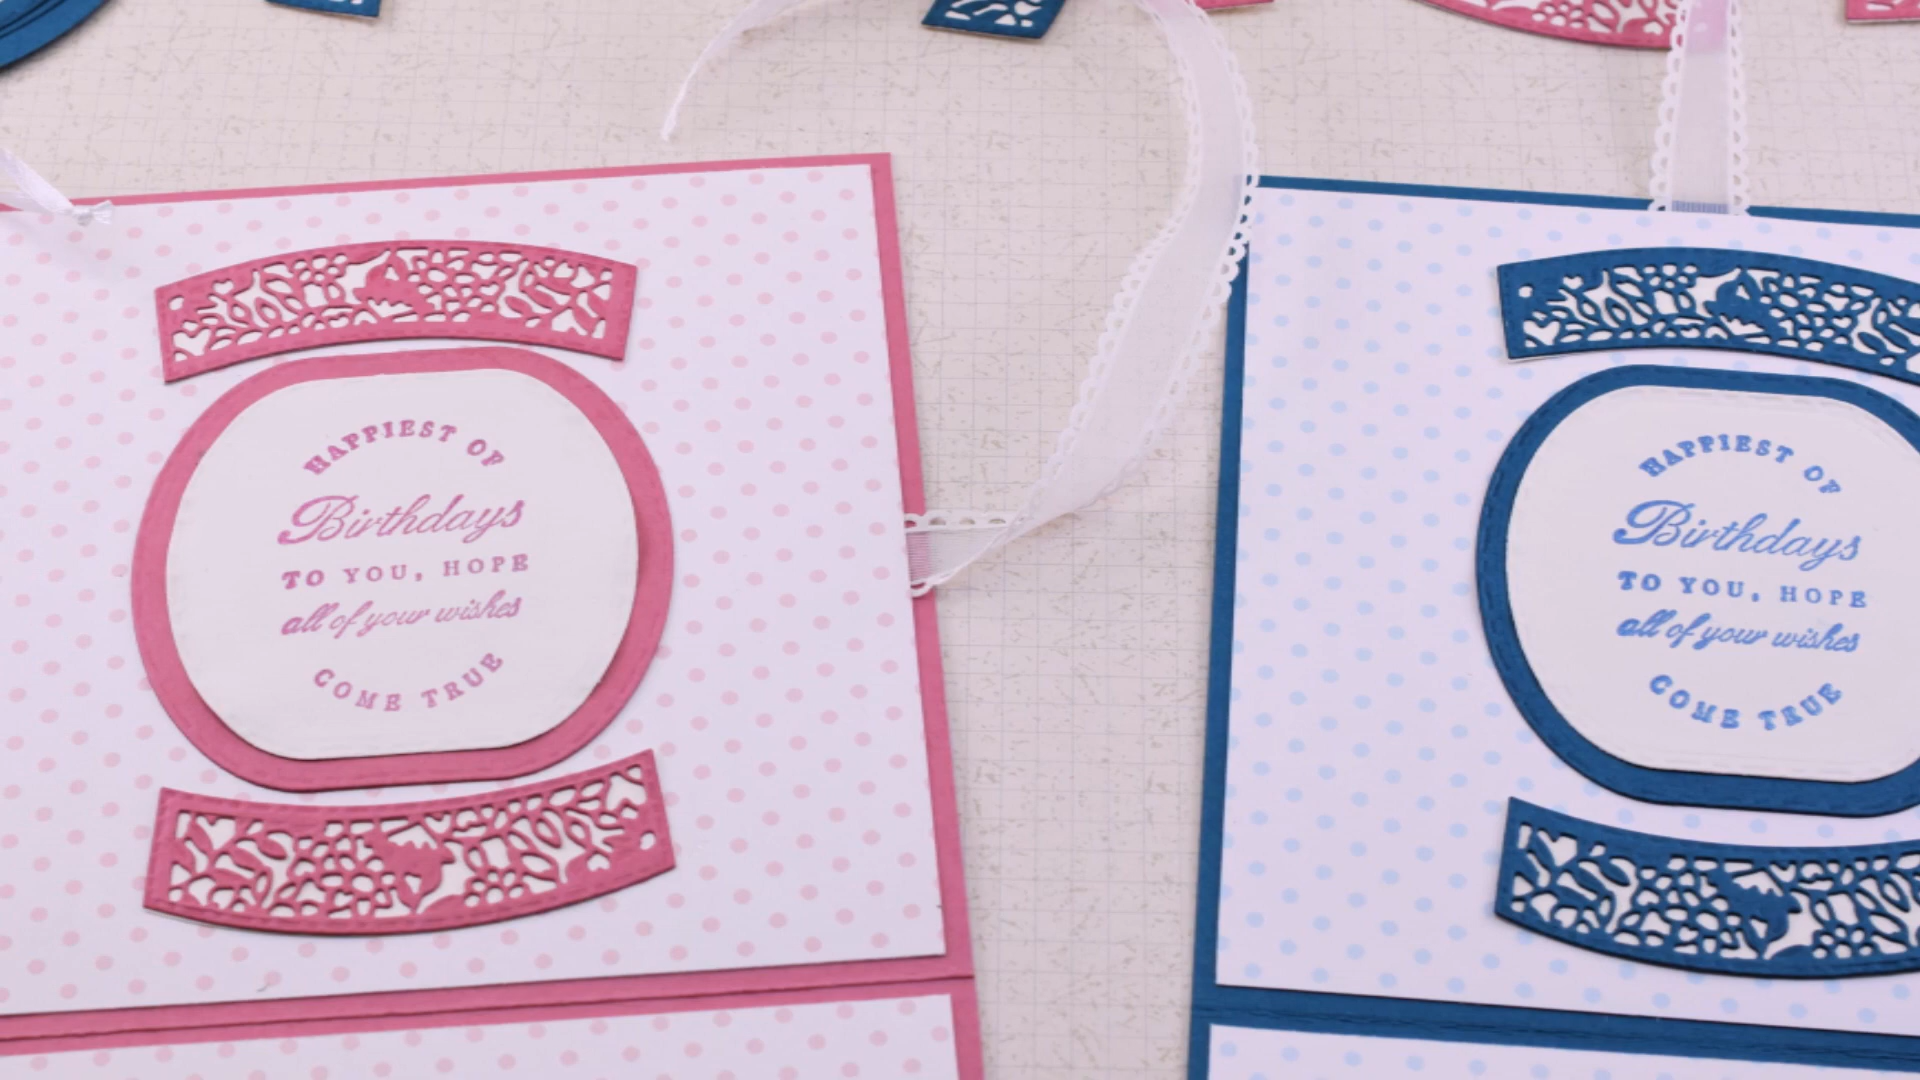 HAPPIEST OF
Birthdays
TO YOU, HOPE
all of your wishes
COME TRUE
HAPPIEST OF
Birthdays
TO YOU, HOPE
all of your wishes
COME TRUE